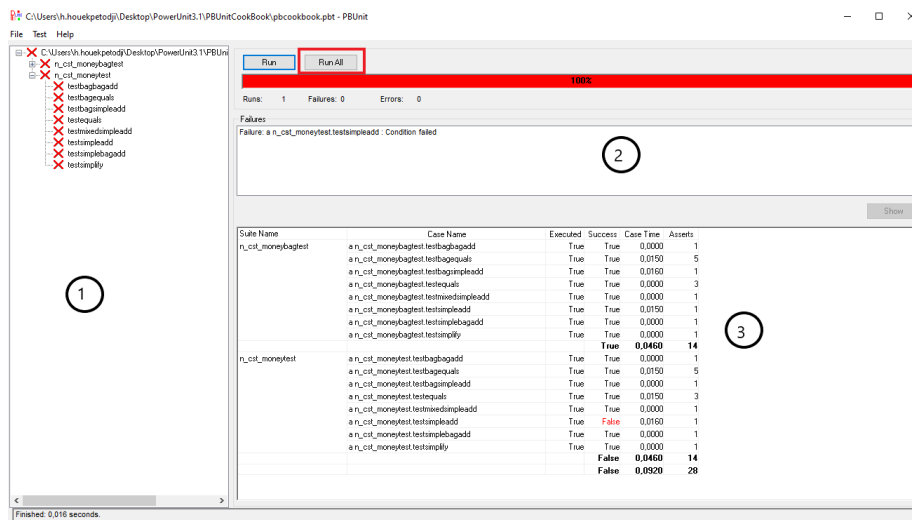 C:\Users\h.houekpetodji\Desktop\PowerUnit3.1\PBUnitCookBook\pbcookbook.pbt - PBUnit
File Test Help
C:\Users\h.houekpetodji\Desktop\PowerUnit3.1\PBUni
n_cst_moneybagtest
n_cst_moneytest
testbagbagadd
testbagequals
testbagsimpleadd
testequals
testmixedsimpleadd
testsimpleadd
testsimplebagadd
testsimplify
1
Run Run All
100%
Runs: 1 Failures: 0 Errors: 0
Failures
Failure: a n_cst_moneytest.testsimpleadd : Condition failed
2
Show
Suite Name Case Name Executed Success Case Time Asserts
n_cst_moneybagtest a n_cst_moneybagtest.testbagbagadd True True 0,0000 1
a n_cst_moneybagtest.testbagequals True True 0,0150 5
a n_cst_moneybagtest.testbagsimpleadd True True 0,0160 1
a n_cst_moneybagtest.testequals True True 0,0000 3
a n_cst_moneybagtest.testmixedsimpleadd True True 0,0000 1
a n_cst_moneybagtest.testsimpleadd True True 0,0150 1
a n_cst_moneybagtest.testsimplebagadd True True 0,0000 1
a n_cst_moneybagtest.testsimplify True True 0,0000 1
True 0,0460 14
n_cst_moneytest a n_cst_moneytest.testbagbagadd True True 0,0000 1
a n_cst_moneytest.testbagequals True True 0,0150 5
a n_cst_moneytest.testbagsimpleadd True True 0,0000 1
a n_cst_moneytest.testequals True True 0,0150 3
a n_cst_moneytest.testmixedsimpleadd True True 0,0000 1
a n_cst_moneytest.testsimpleadd True False 0,0160 1
a n_cst_moneytest.testsimplebagadd True True 0,0000 1
a n_cst_moneytest.testsimplify True True 0,0000 1
False 0,0460 14
False 0,0920 28
3
Finished: 0,016 seconds.